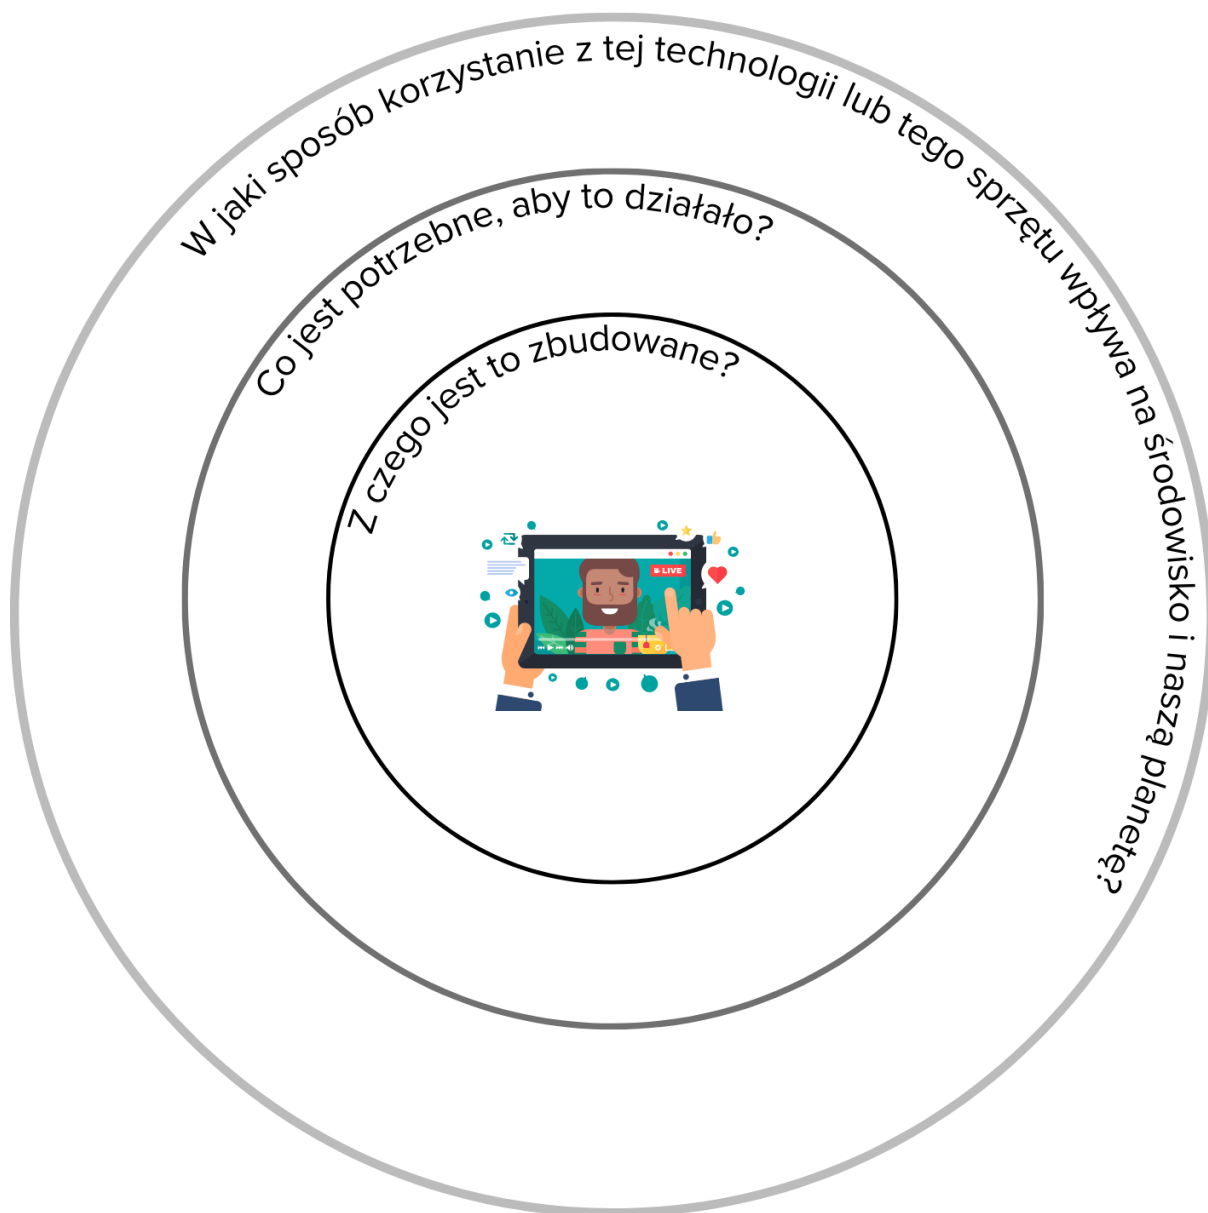 W jaki sposób korzystanie z tej technologii lub tego sprzętu wpływa na środowisko i naszą planetę?
Co jest potrzebne, aby to działało?
Z czego jest to zbudowane?
LIVE